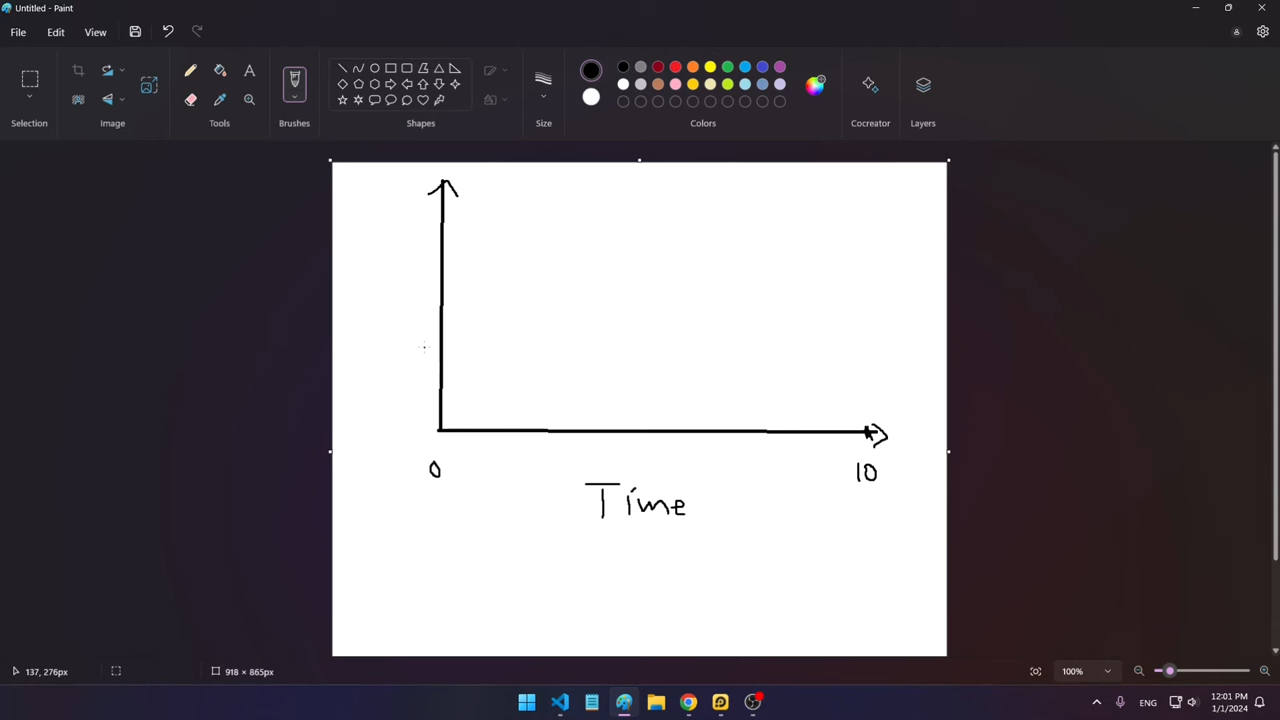 Untitled - Paint
File Edit View
Selection Image Tools Brushes Shapes Size Colors Cocreator Layers
0 10
Time
137, 276px 918 × 865px 100%
ENG 12:01 PM
1/1/2024